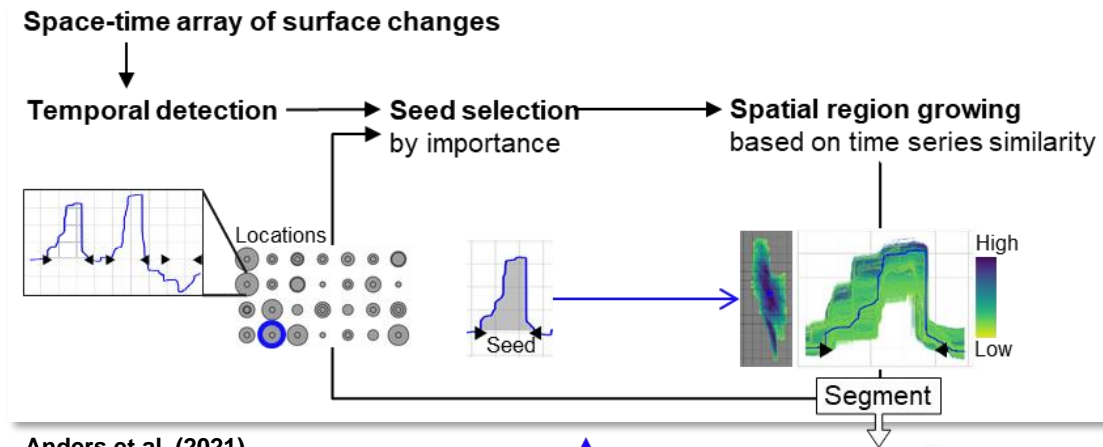 Space-time array of surface changes
Temporal detection
Seed selection
by importance
Spatial region growing
based on time series similarity
Locations
Seed
High
Low
Segment
Anders et al. (2021)